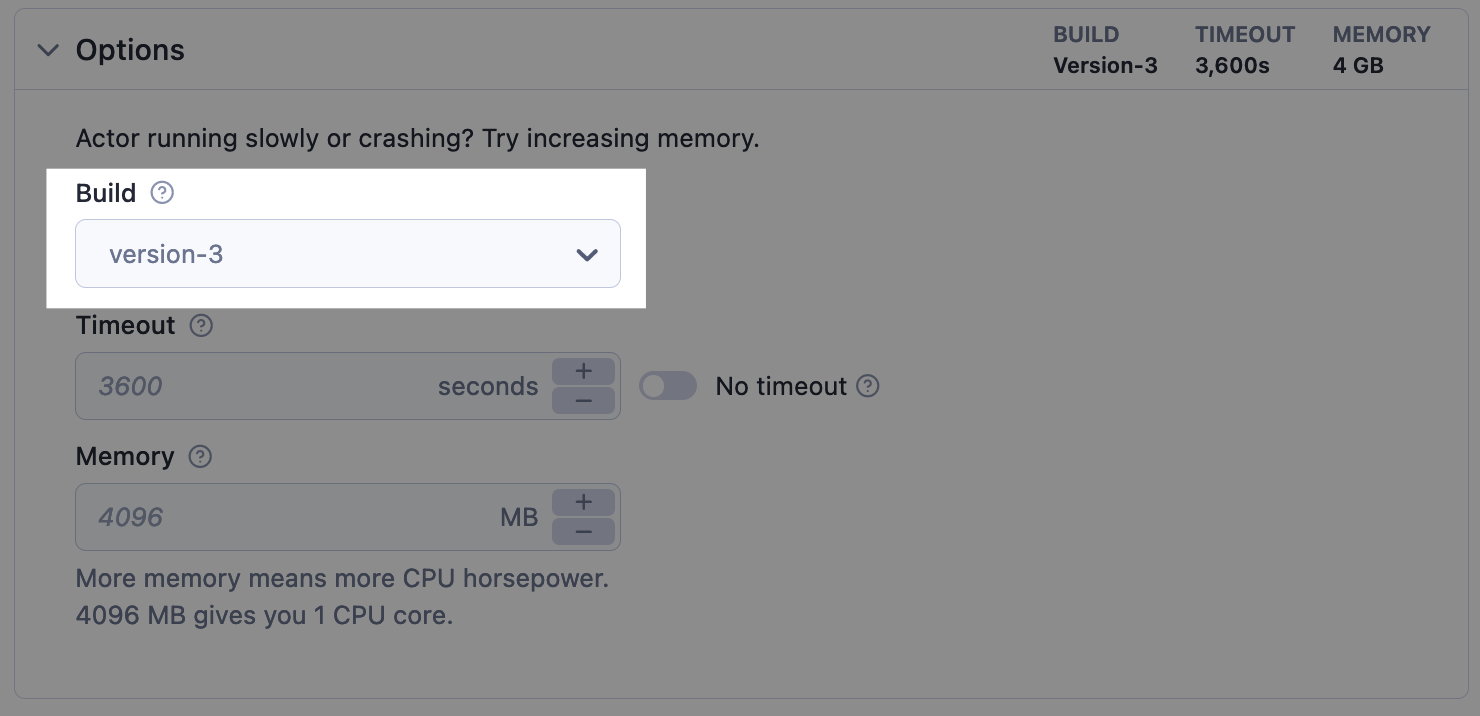 Options
BUILD
Version-3
TIMEOUT
3,600s
MEMORY
4 GB
Actor running slowly or crashing? Try increasing memory.
Build ?
version-3
Timeout ?
3600 seconds + −
No timeout ?
Memory ?
4096 MB + −
More memory means more CPU horsepower.
4096 MB gives you 1 CPU core.